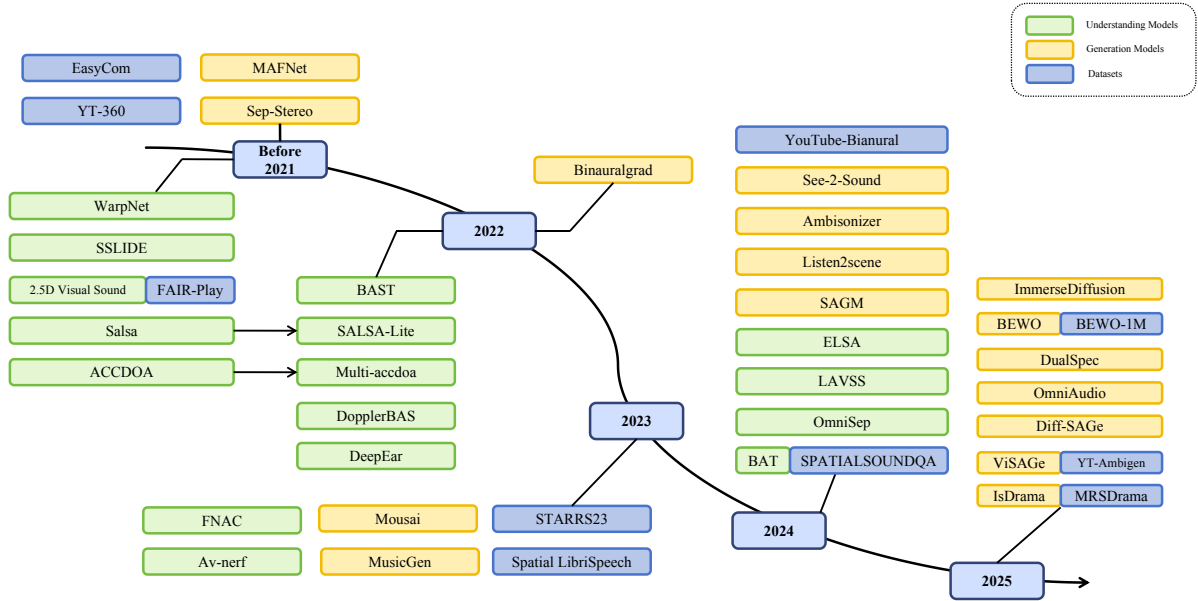 Understanding Models
Generation Models
Datasets
EasyCom
MAFNet
YT-360
Sep-Stereo
Before
2021
WarpNet
SSLIDE
2.5D Visual Sound
FAIR-Play
Salsa
ACCDOA
Binauralgrad
2022
BAST
SALSA-Lite
Multi-accdoa
DopplerBAS
DeepEar
2023
FNAC
Mousai
STARRS23
Av-nerf
MusicGen
Spatial LibriSpeech
YouTube-Bianural
See-2-Sound
Ambisonizer
Listen2scene
SAGM
ELSA
LAVSS
OmniSep
BAT
SPATIALSOUNDQA
2024
ImmerseDiffusion
BEWO
BEWO-1M
DualSpec
OmniAudio
Diff-SAGe
ViSAGe
YT-Ambigen
IsDrama
MRSDrama
2025